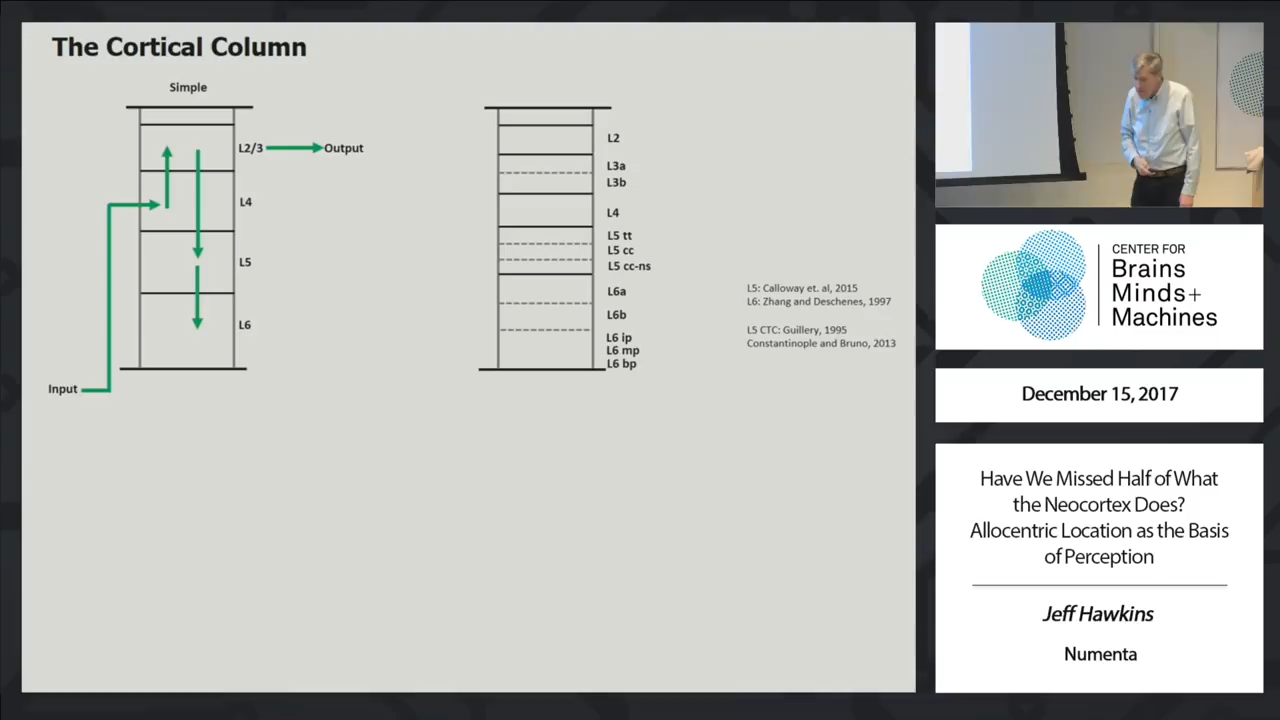 The Cortical Column
Simple
L2/3
Output
L4
L5
L6
Input
L2
L3a
L3b
L4
L5 tt
L5 cc
L5 cc-ns
L6a
L6b
L6 ip
L6 mp
L6 bp
L5: Calloway et. al, 2015
L6: Zhang and Deschenes, 1997
L5 CTC: Guillery, 1995
Constantinople and Bruno, 2013
CENTER FOR
Brains
Minds+
Machines
December 15, 2017
Have We Missed Half of What
the Neocortex Does?
Allocentric Location as the Basis
of Perception
Jeff Hawkins
Numenta